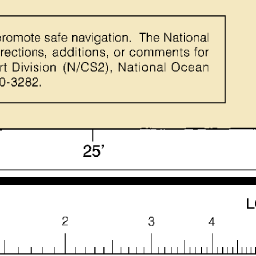 promote safe navigation. The National
rections, additions, or comments for
rt Division (N/CS2), National Ocean
0-3282.
25'
L
2 3 4